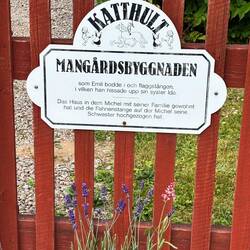 KATTHULT
MANGÅRDSBYGGNADEN
som Emil bodde i och flaggstången,
i vilken han hissade upp sin syster Ida.
Das Haus in dem Michel mit seiner Familie gewohnt
hat und die Fahnenstange auf der Michel seine
Schwester hochgezogen hat.